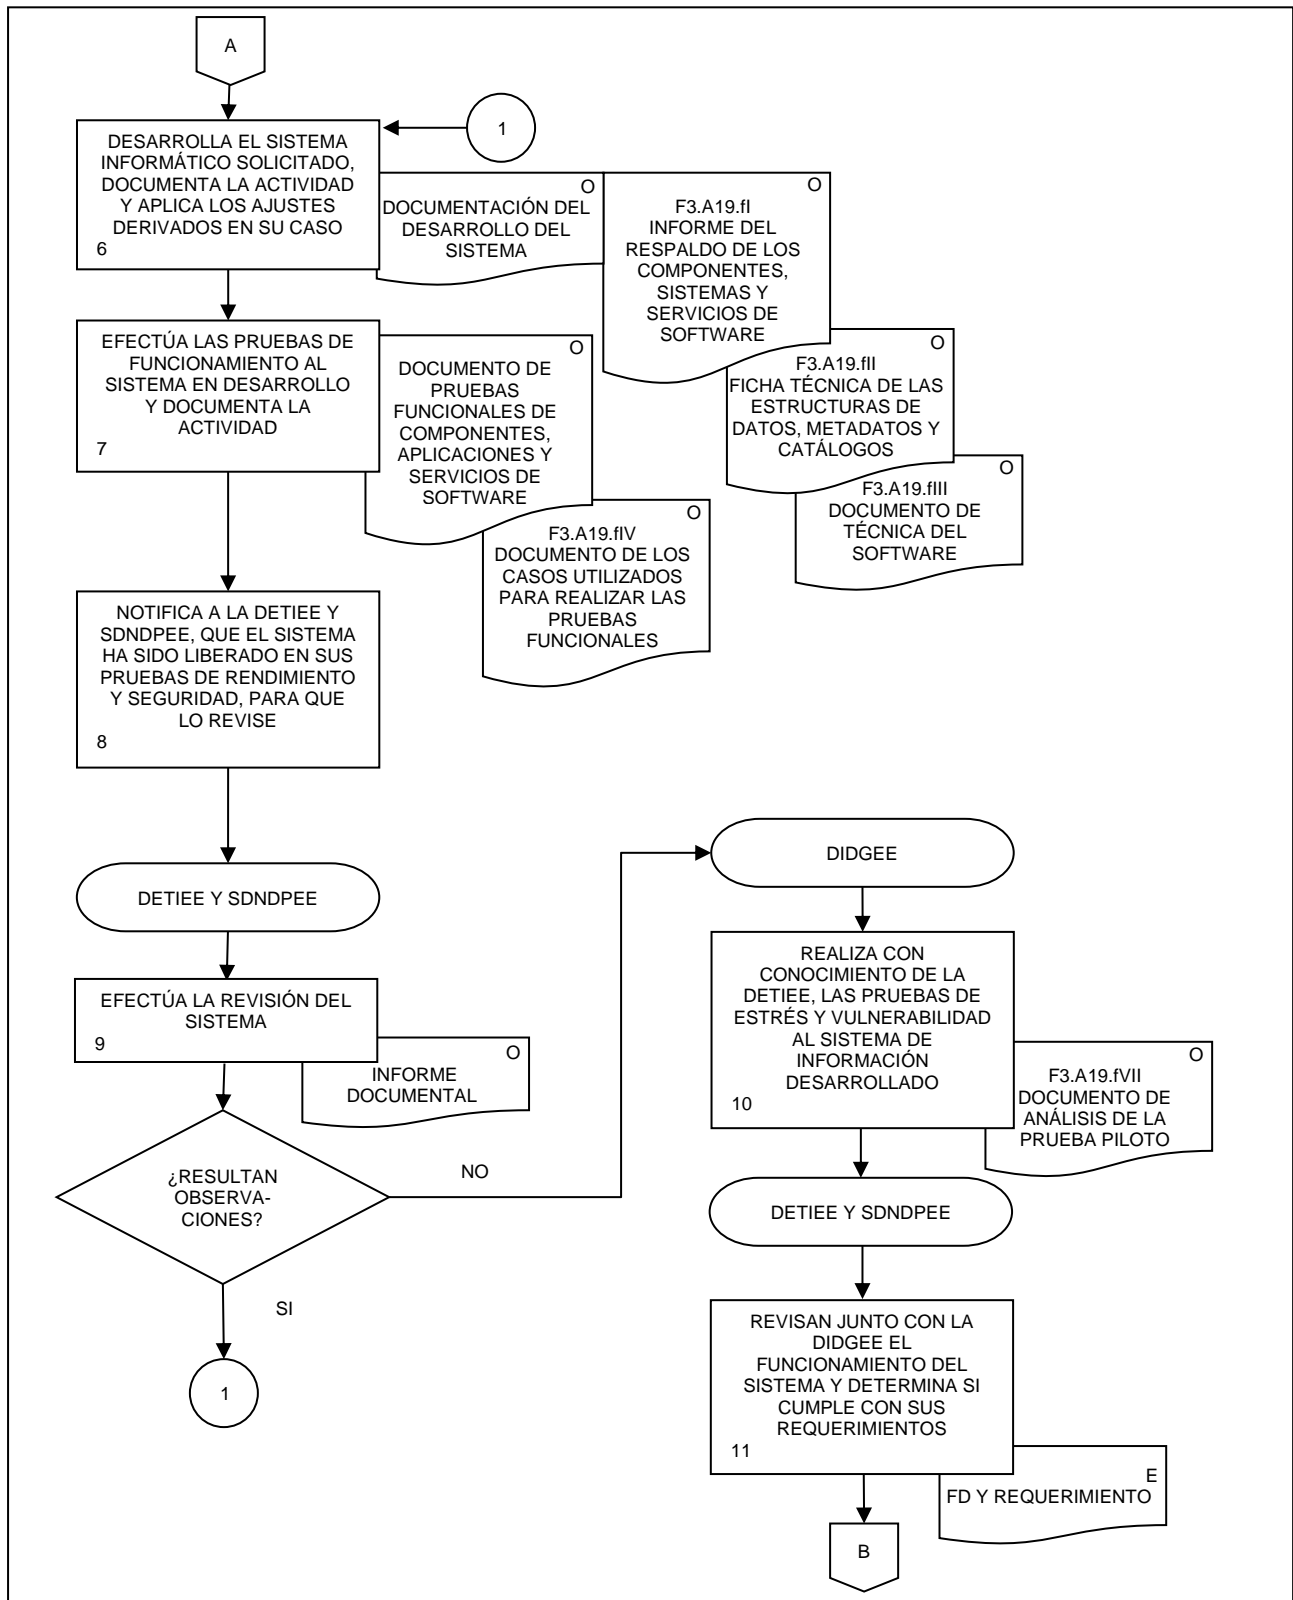 A
1
DESARROLLA EL SISTEMA
INFORMÁTICO SOLICITADO,
DOCUMENTA LA ACTIVIDAD
Y APLICA LOS AJUSTES
DERIVADOS EN SU CASO
6
O
DOCUMENTACIÓN DEL
DESARROLLO DEL
SISTEMA
O
F3.A19.fI
INFORME DEL
RESPALDO DE LOS
COMPONENTES,
SISTEMAS Y
SERVICIOS DE
SOFTWARE
O
F3.A19.fII
FICHA TÉCNICA DE LAS
ESTRUCTURAS DE
DATOS, METADATOS Y
CATÁLOGOS
O
F3.A19.fIII
DOCUMENTO DE
TÉCNICA DEL
SOFTWARE
EFECTÚA LAS PRUEBAS DE
FUNCIONAMIENTO AL
SISTEMA EN DESARROLLO
Y DOCUMENTA LA
ACTIVIDAD
7
O
DOCUMENTO DE
PRUEBAS
FUNCIONALES DE
COMPONENTES,
APLICACIONES Y
SERVICIOS DE
SOFTWARE
O
F3.A19.fIV
DOCUMENTO DE LOS
CASOS UTILIZADOS
PARA REALIZAR LAS
PRUEBAS
FUNCIONALES
NOTIFICA A LA DETIEE Y
SDNDPEE, QUE EL SISTEMA
HA SIDO LIBERADO EN SUS
PRUEBAS DE RENDIMIENTO
Y SEGURIDAD, PARA QUE
LO REVISE
8
DETIEE Y SDNDPEE
EFECTÚA LA REVISIÓN DEL
SISTEMA
9
O
INFORME
DOCUMENTAL
¿RESULTAN
OBSERVA-
CIONES?
NO
SI
1
DIDGEE
REALIZA CON
CONOCIMIENTO DE LA
DETIEE, LAS PRUEBAS DE
ESTRÉS Y VULNERABILIDAD
AL SISTEMA DE
INFORMACIÓN
DESARROLLADO
10
O
F3.A19.fVII
DOCUMENTO DE
ANÁLISIS DE LA
PRUEBA PILOTO
DETIEE Y SDNDPEE
REVISAN JUNTO CON LA
DIDGEE EL
FUNCIONAMIENTO DEL
SISTEMA Y DETERMINA SI
CUMPLE CON SUS
REQUERIMIENTOS
11
E
FD Y REQUERIMIENTO
B